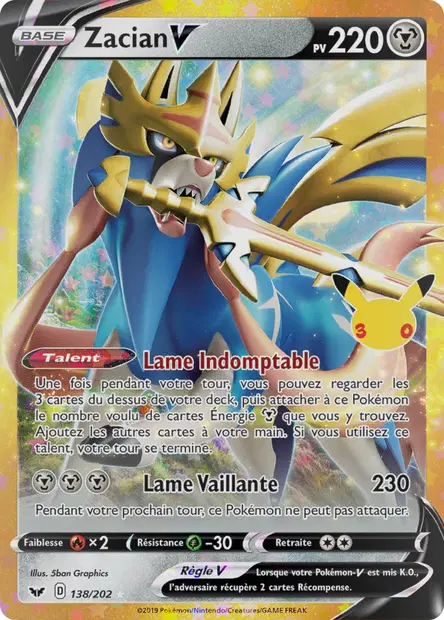 BASE Zacian V PV 220
30
Talent Lame Indomptable
Une fois pendant votre tour, vous pouvez regarder les
3 cartes du dessus de votre deck, puis attacher à ce Pokémon
le nombre voulu de cartes Énergie que vous y trouvez.
Ajoutez les autres cartes à votre main. Si vous utilisez ce
talent, votre tour se termine.
Lame Vaillante 230
Pendant votre prochain tour, ce Pokémon ne peut pas attaquer.
Faiblesse ×2 Résistance -30 Retraite
Illus. 5ban Graphics
Règle V Lorsque votre Pokémon-V est mis K.O.,
l'adversaire récupère 2 cartes Récompense.
D 138/202
©2019 Pokémon/Nintendo/Creatures/GAME FREAK